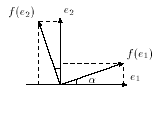 f(e₂)
e₂
f(e₁)
e₁
α